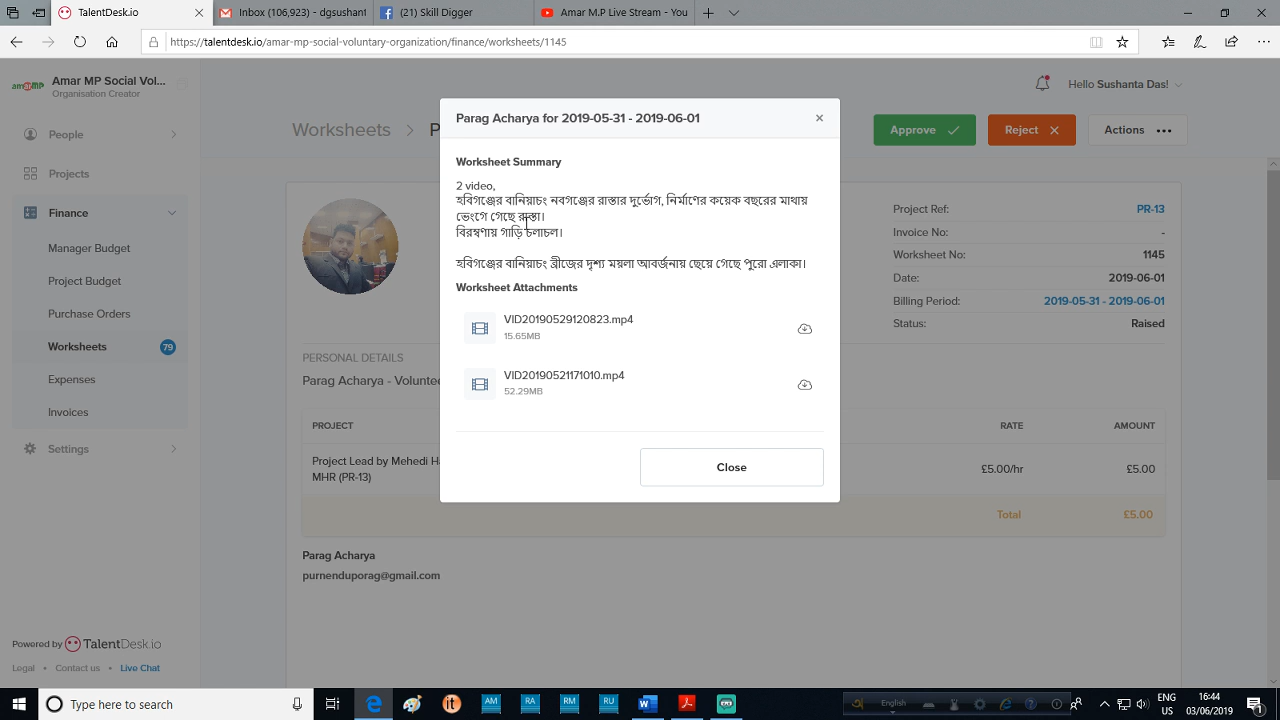 TalentDesk.io
Inbox (106,923) - dgsushant
(21) Skill Digger
Amar M.P Live Stream - You
https://talentdesk.io/amar-mp-social-voluntary-organization/finance/worksheets/1145
Amar MP Social Vol...
Organisation Creator
Hello Sushanta Das!
People
Projects
Finance
Manager Budget
Project Budget
Purchase Orders
Worksheets 79
Expenses
Invoices
Settings
Powered by TalentDesk.io
Legal • Contact us • Live Chat
Worksheets > P
Approve
Reject
Actions
Parag Acharya for 2019-05-31 - 2019-06-01
Worksheet Summary
2 video,
হবিগঞ্জের বানিয়াচং নবগঞ্জের রাস্তার দুর্ভোগ, নির্মাণের কয়েক বছরের মাথায়
ভেংগে গেছে রাস্তা।
বিরম্বণায় গাড়ি চলাচল।
হবিগঞ্জের বানিয়াচং ব্রীজের দৃশ্য ময়লা আবর্জনায় ছেয়ে গেছে পুরো এলাকা।
Worksheet Attachments
VID20190529120823.mp4
15.65MB
VID20190521171010.mp4
52.29MB
Close
Project Ref: PR-13
Invoice No: -
Worksheet No: 1145
Date: 2019-06-01
Billing Period: 2019-05-31 - 2019-06-01
Status: Raised
PERSONAL DETAILS
Parag Acharya - Voluntee
PROJECT RATE AMOUNT
Project Lead by Mehedi Ha
MHR (PR-13) £5.00/hr £5.00
Total £5.00
Parag Acharya
purnenduporag@gmail.com
Type here to search
AM RA RM RU
English
ENG
US
16:44
03/06/2019